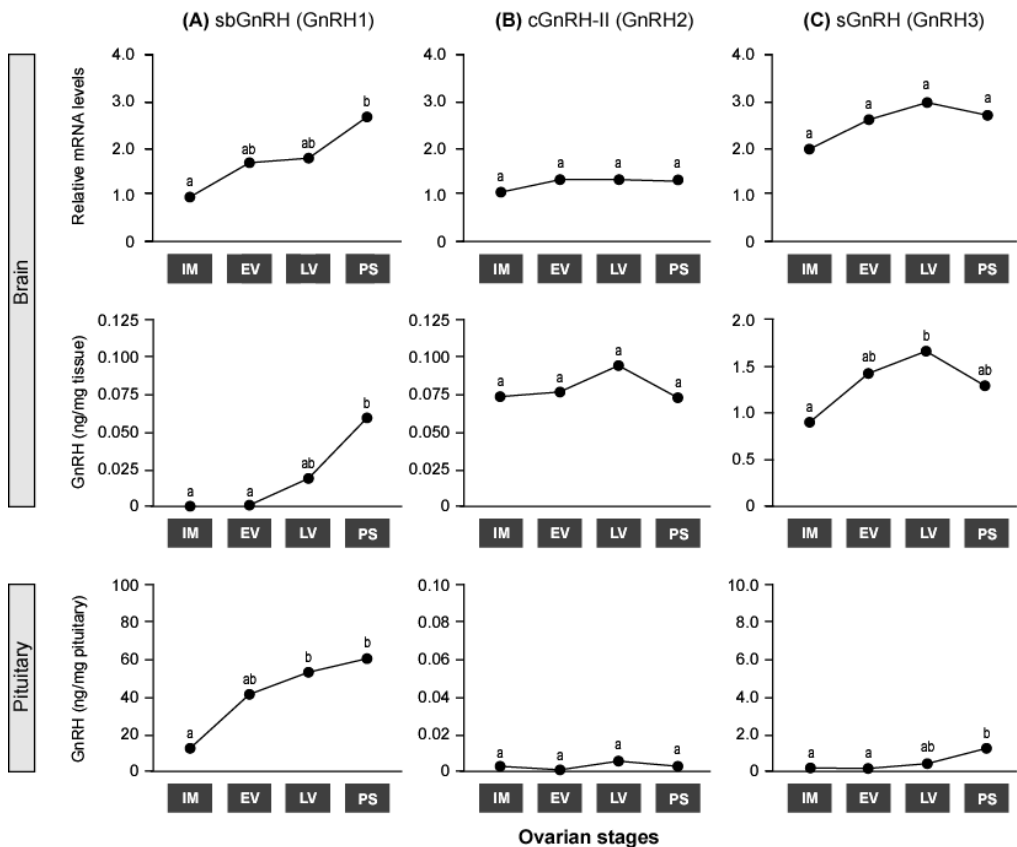 (A) sbGnRH (GnRH1)
(B) cGnRH-II (GnRH2)
(C) sGnRH (GnRH3)
Brain
Relative mRNA levels
4.0
3.0
2.0
1.0
0
a
ab
ab
b
IM EV LV PS
4.0
3.0
2.0
1.0
0
a
a
a
a
IM EV LV PS
4.0
3.0
2.0
1.0
0
a
a
a
a
IM EV LV PS
GnRH (ng/mg tissue)
0.125
0.100
0.075
0.050
0.025
0
a
a
ab
b
IM EV LV PS
0.125
0.100
0.075
0.050
0.025
0
a
a
a
a
IM EV LV PS
2.0
1.5
1.0
0.5
0
a
ab
b
ab
IM EV LV PS
Pituitary
GnRH (ng/mg pituitary)
100
80
60
40
20
0
a
ab
b
b
IM EV LV PS
0.10
0.08
0.06
0.04
0.02
0
a
a
a
a
IM EV LV PS
10.0
8.0
6.0
4.0
2.0
0
a
a
ab
b
IM EV LV PS
Ovarian stages